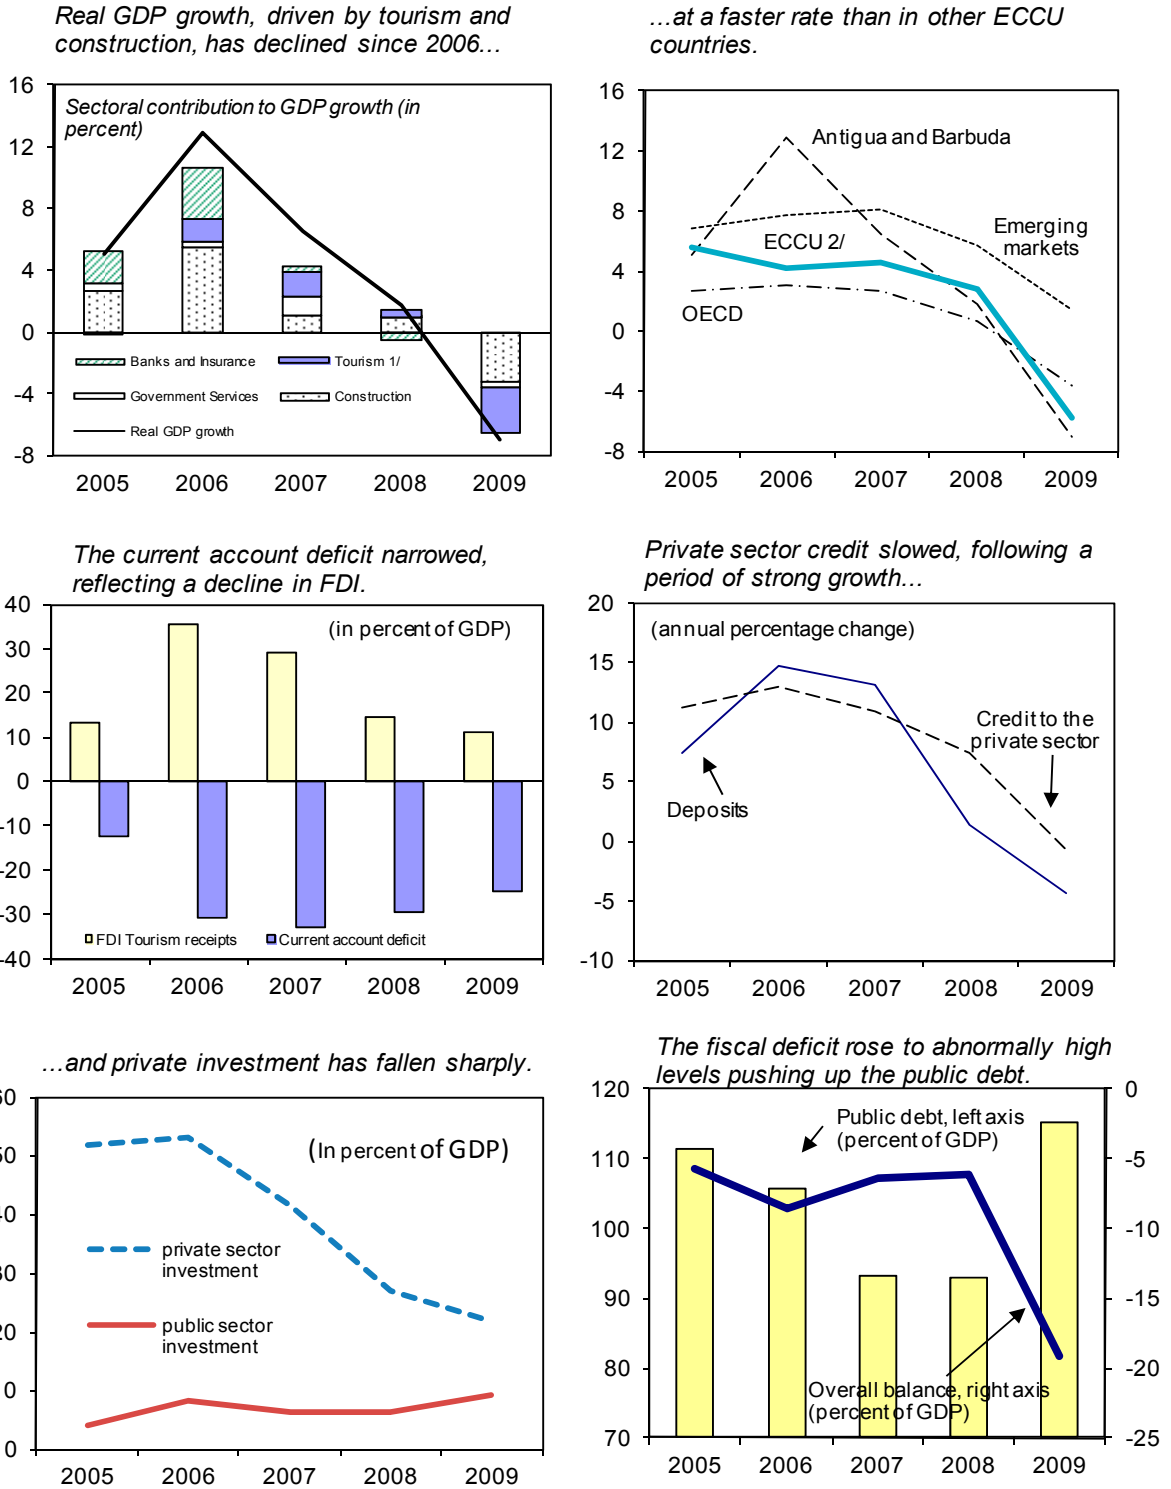 Real GDP growth, driven by tourism and
construction, has declined since 2006…
16
12
8
4
0
-4
-8
Sectoral contribution to GDP growth (in
percent)
Banks and Insurance
Tourism 1/
Government Services
Construction
Real GDP growth
2005 2006 2007 2008 2009
…at a faster rate than in other ECCU
countries.
16
12
8
4
0
-4
-8
Antigua and Barbuda
Emerging
markets
ECCU 2/
OECD
2005 2006 2007 2008 2009
The current account deficit narrowed,
reflecting a decline in FDI.
40
30
20
10
0
-10
-20
-30
-40
(in percent of GDP)
FDI Tourism receipts
Current account deficit
2005 2006 2007 2008 2009
Private sector credit slowed, following a
period of strong growth…
20
15
10
5
0
-5
-10
(annual percentage change)
Credit to the
private sector
Deposits
2005 2006 2007 2008 2009
…and private investment has fallen sharply.
60
50
40
30
20
0
0
(In percent of GDP)
private sector
investment
public sector
investment
2005 2006 2007 2008 2009
The fiscal deficit rose to abnormally high
levels pushing up the public debt.
120
110
100
90
80
70
Public debt, left axis
(percent of GDP)
Overall balance, right axis
(percent of GDP)
0
-5
-10
-15
-20
-25
2005 2006 2007 2008 2009